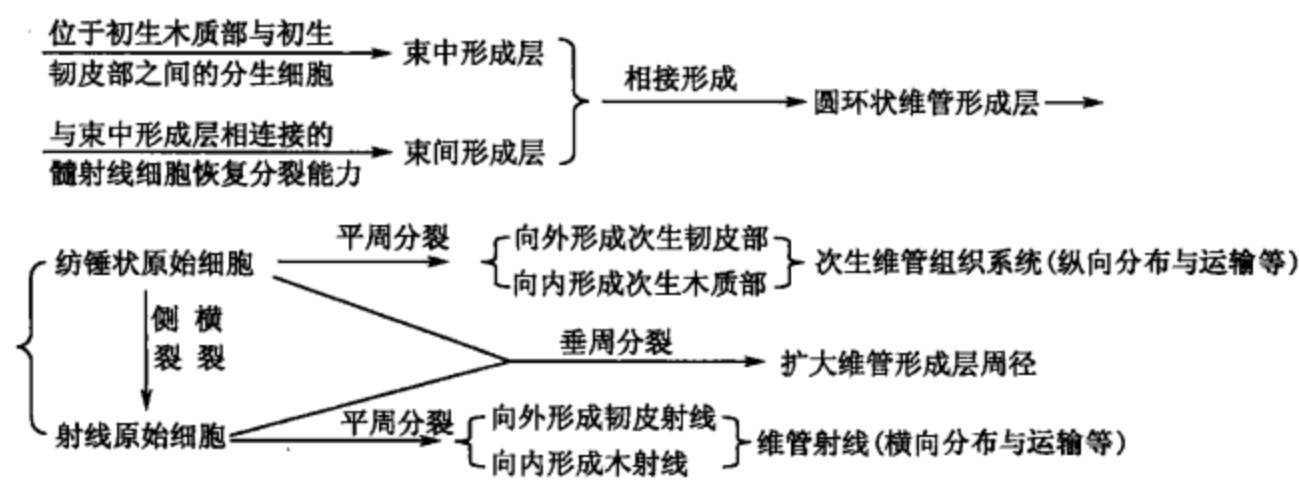 位于初生木质部与初生
韧皮部之间的分生细胞
束中形成层
相接形成
圆环状维管形成层
与束中形成层相连接的
髓射线细胞恢复分裂能力
束间形成层
纺锤状原始细胞
平周分裂
向外形成次生韧皮部
向内形成次生木质部
次生维管组织系统(纵向分布与运输等)
侧 横
裂 裂
垂周分裂
扩大维管形成层周径
射线原始细胞
平周分裂
向外形成韧皮射线
向内形成木射线
维管射线(横向分布与运输等)